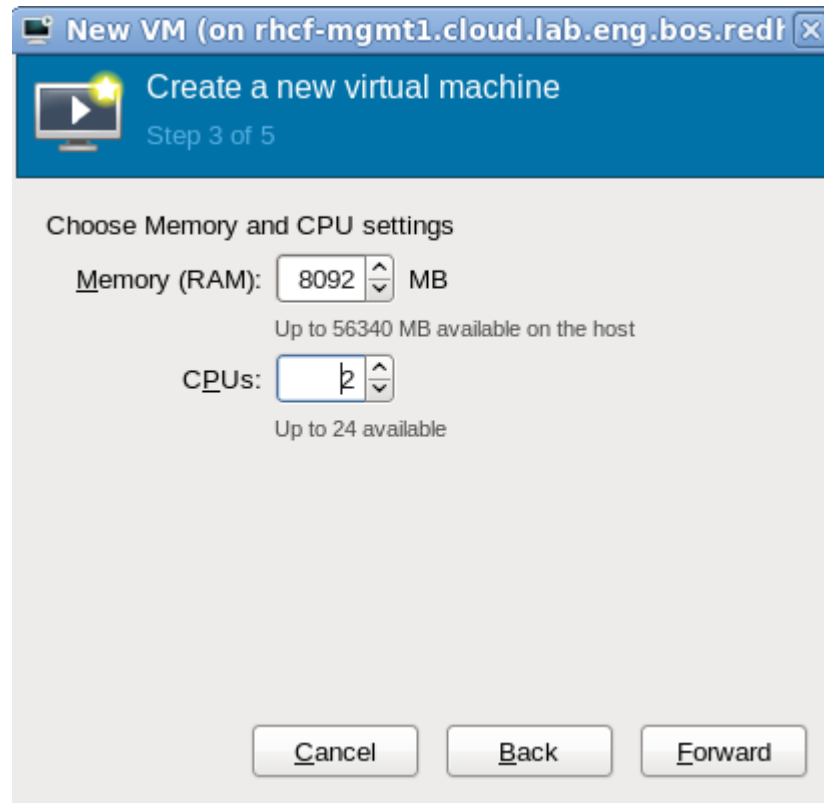 New VM (on rhcf-mgmt1.cloud.lab.eng.bos.redh
Create a new virtual machine
Step 3 of 5
Choose Memory and CPU settings
Memory (RAM): 8092 MB
Up to 56340 MB available on the host
CPUs: 2
Up to 24 available
Cancel Back Forward